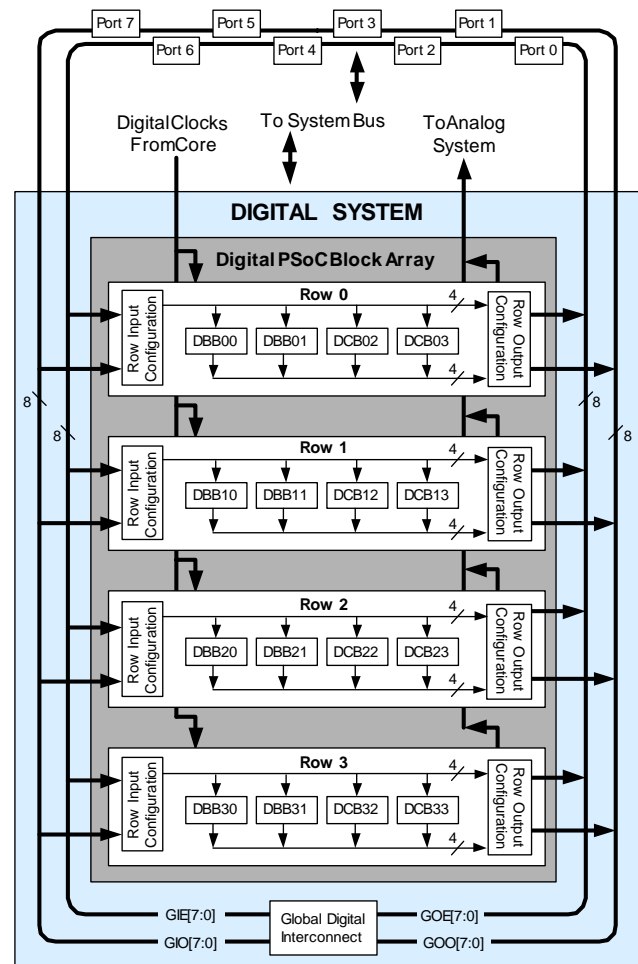 Port 7
Port 5
Port 3
Port 1
Port 6
Port 4
Port 2
Port 0
Digital Clocks
From Core
To System Bus
To Analog
System
DIGITAL SYSTEM
Digital PSoC Block Array
Row 0
Row Input
Configuration
4
DBB00
DBB01
DCB02
DCB03
4
Row Output
Configuration
8
8
8
8
Row 1
Row Input
Configuration
4
DBB10
DBB11
DCB12
DCB13
4
Row Output
Configuration
Row 2
Row Input
Configuration
4
DBB20
DBB21
DCB22
DCB23
4
Row Output
Configuration
Row 3
Row Input
Configuration
4
DBB30
DBB31
DCB32
DCB33
4
Row Output
Configuration
GIE[7:0]
GIO[7:0]
Global Digital
Interconnect
GOE[7:0]
GOO[7:0]